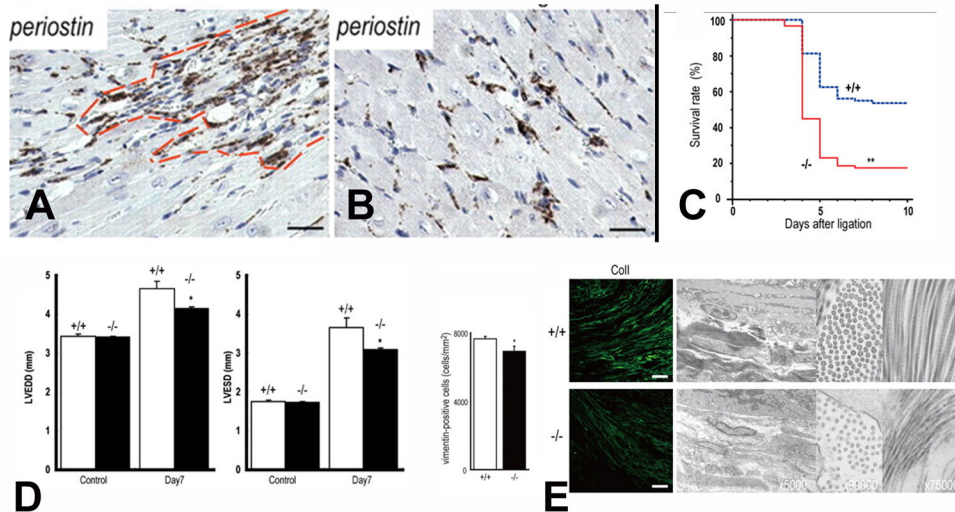 periostin
A
periostin
B
Survival rate (%)
100
80
60
40
20
0
+/+
-/-
**
0
5
10
Days after ligation
C
LVEDD (mm)
5
4
3
2
1
0
+/+
-/-
+/+
-/-
*
Control
Day7
D
LVESD (mm)
5
4
3
2
1
0
+/+
-/-
+/+
-/-
*
Control
Day7
vimentin-positive cells (cells/mm²)
8000
4000
0
*
+/+
-/-
Coll
+/+
-/-
E
x5000
x90000
x75000